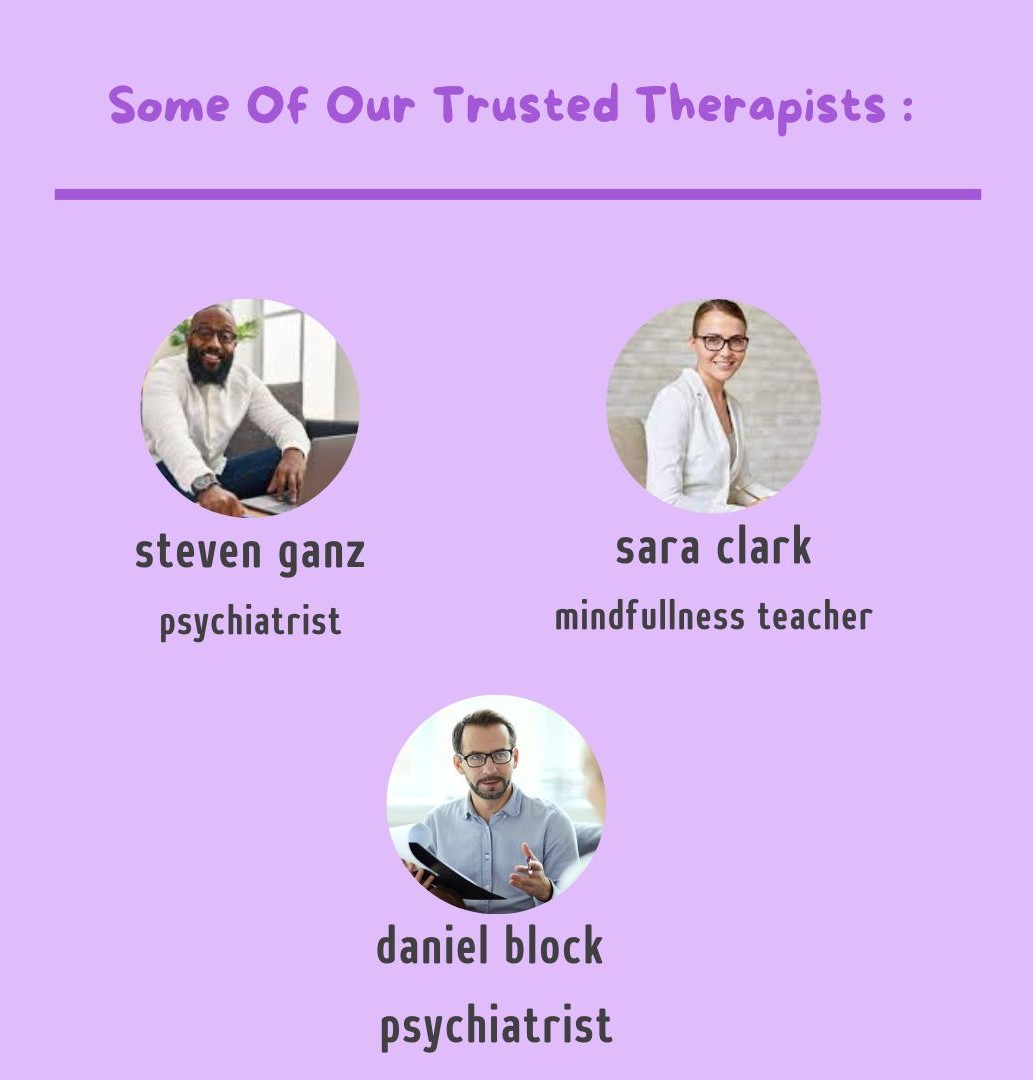 Some Of Our Trusted Therapists :
steven ganz
psychiatrist
sara clark
mindfullness teacher
daniel block
psychiatrist